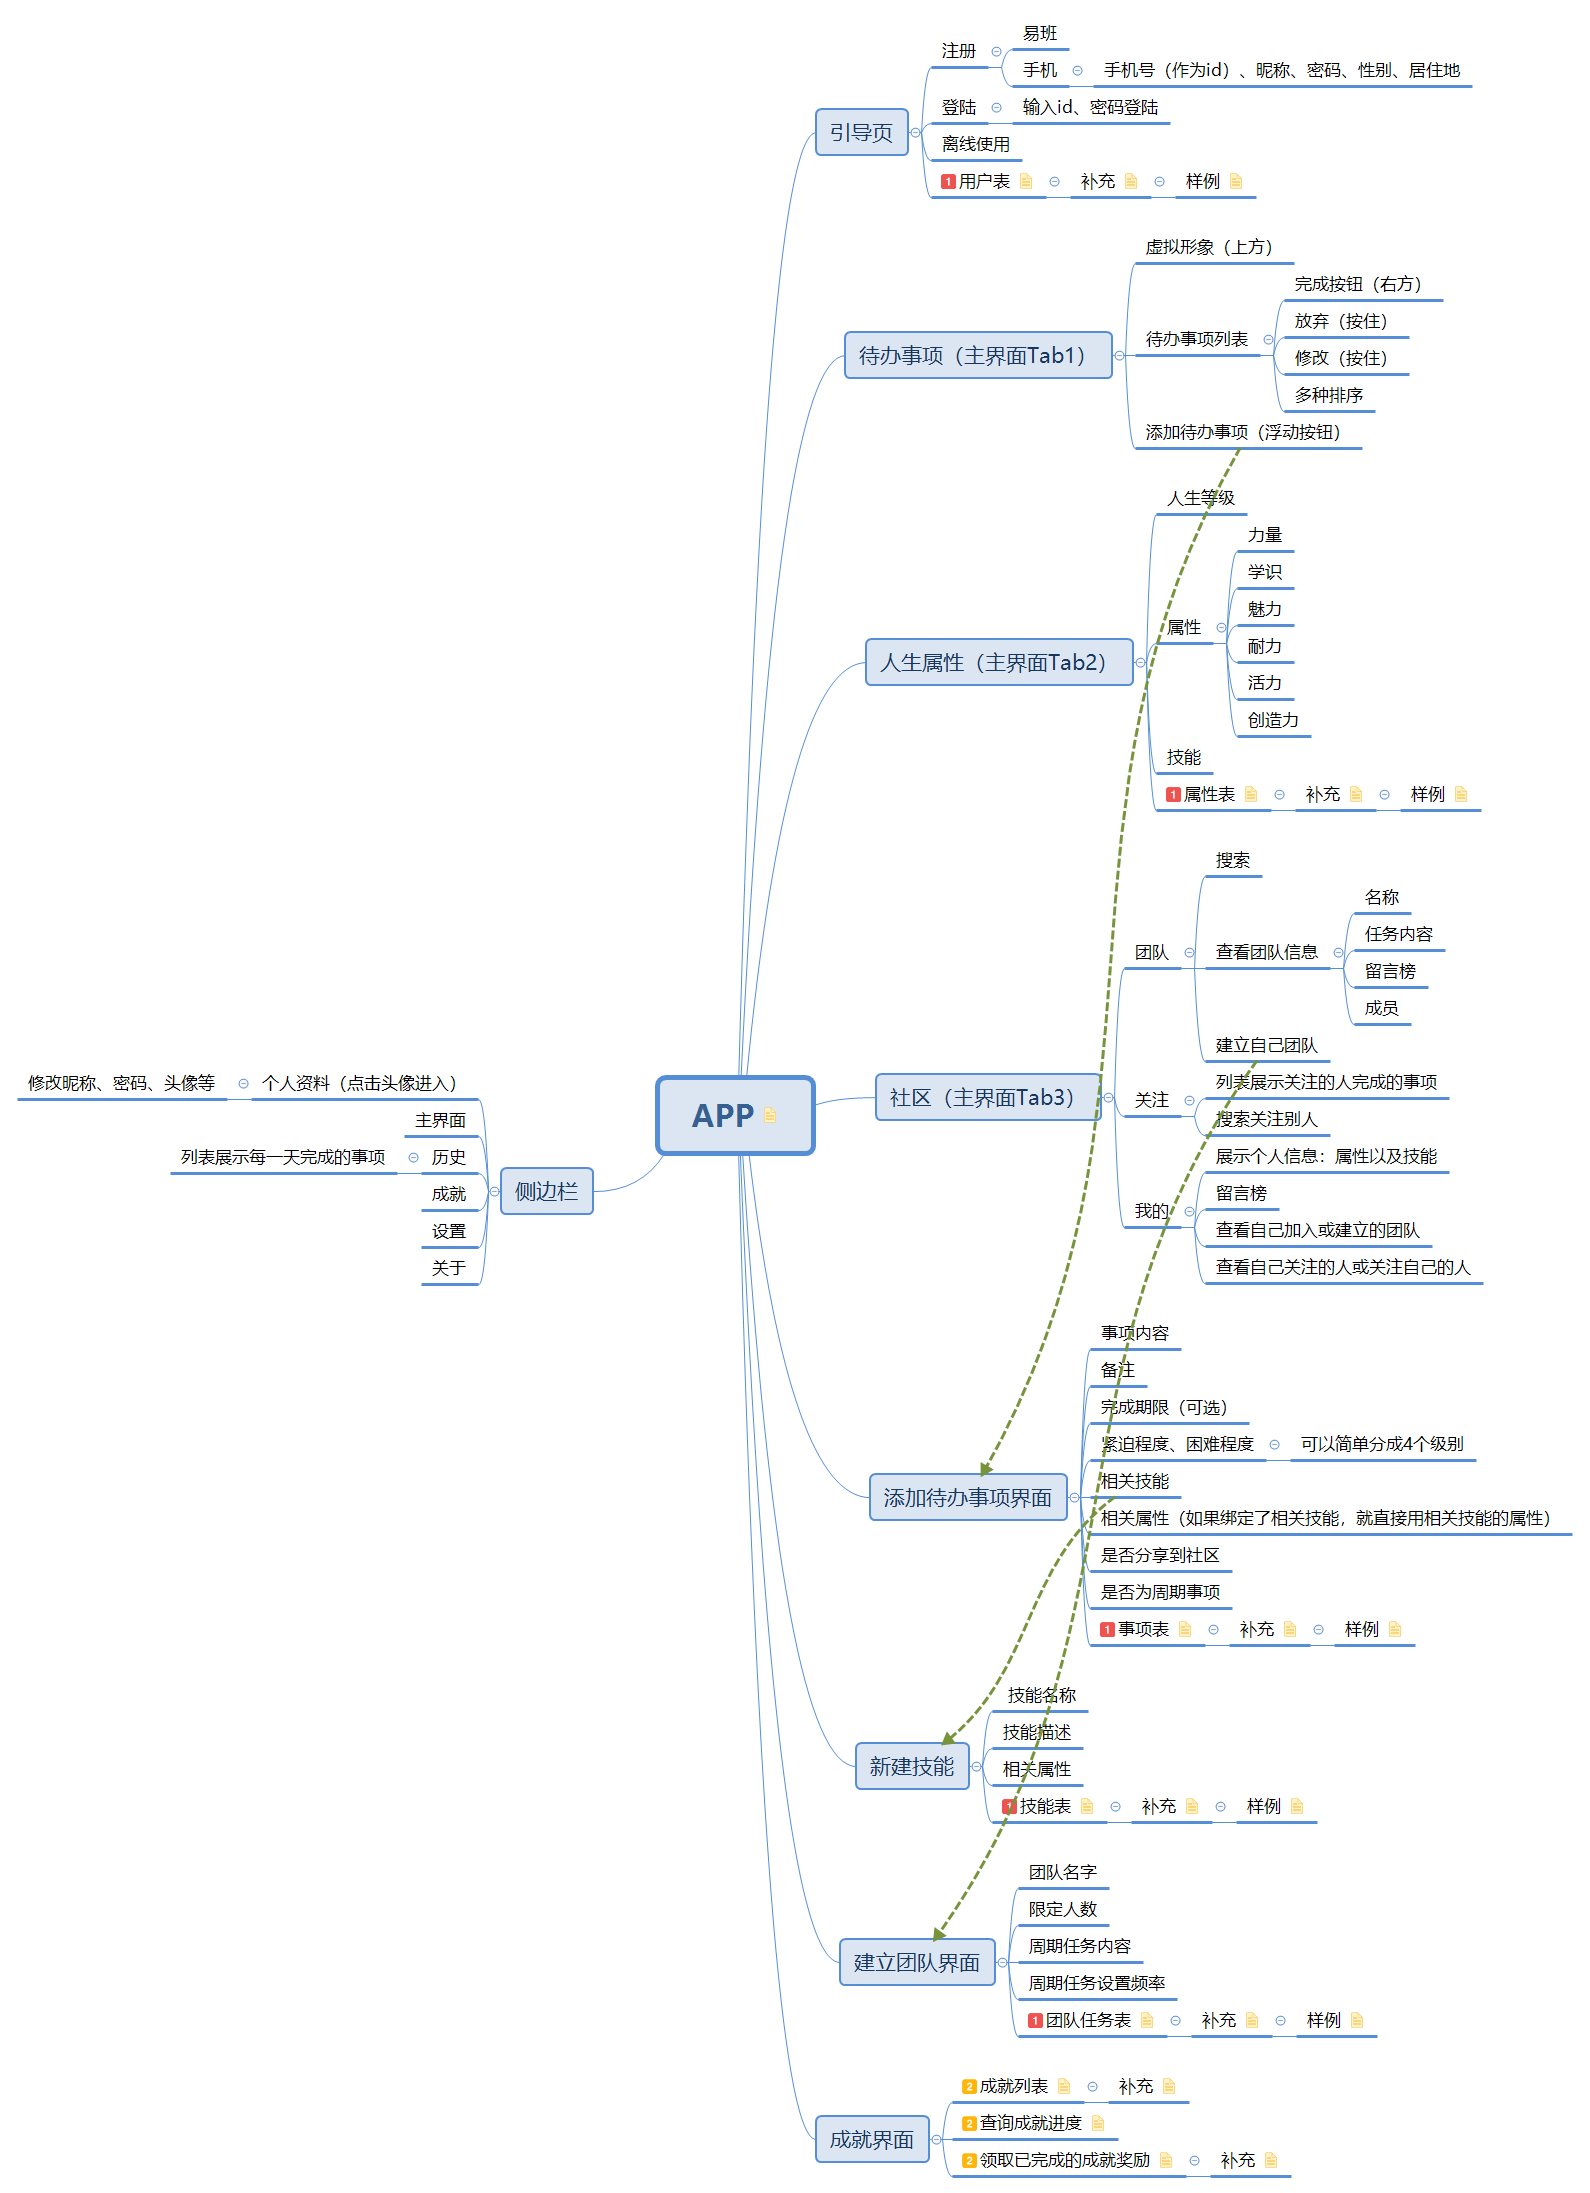 APP
引导页
注册
易班
手机
手机号（作为id）、昵称、密码、性别、居住地
登陆
输入id、密码登陆
离线使用
1 用户表
补充
样例
待办事项（主界面Tab1）
虚拟形象（上方）
待办事项列表
完成按钮（右方）
放弃（按住）
修改（按住）
多种排序
添加待办事项（浮动按钮）
人生属性（主界面Tab2）
人生等级
属性
力量
学识
魅力
耐力
活力
创造力
技能
1 属性表
补充
样例
社区（主界面Tab3）
团队
搜索
查看团队信息
名称
任务内容
留言榜
成员
建立自己团队
关注
列表展示关注的人完成的事项
搜索关注别人
我的
展示个人信息：属性以及技能
留言榜
查看自己加入或建立的团队
查看自己关注的人或关注自己的人
添加待办事项界面
事项内容
备注
完成期限（可选）
紧迫程度、困难程度
可以简单分成4个级别
相关技能
相关属性（如果绑定了相关技能，就直接用相关技能的属性）
是否分享到社区
是否为周期事项
1 事项表
补充
样例
新建技能
技能名称
技能描述
相关属性
1 技能表
补充
样例
建立团队界面
团队名字
限定人数
周期任务内容
周期任务设置频率
1 团队任务表
补充
样例
成就界面
2 成就列表
补充
2 查询成就进度
2 领取已完成的成就奖励
补充
侧边栏
个人资料（点击头像进入）
修改昵称、密码、头像等
主界面
历史
列表展示每一天完成的事项
成就
设置
关于